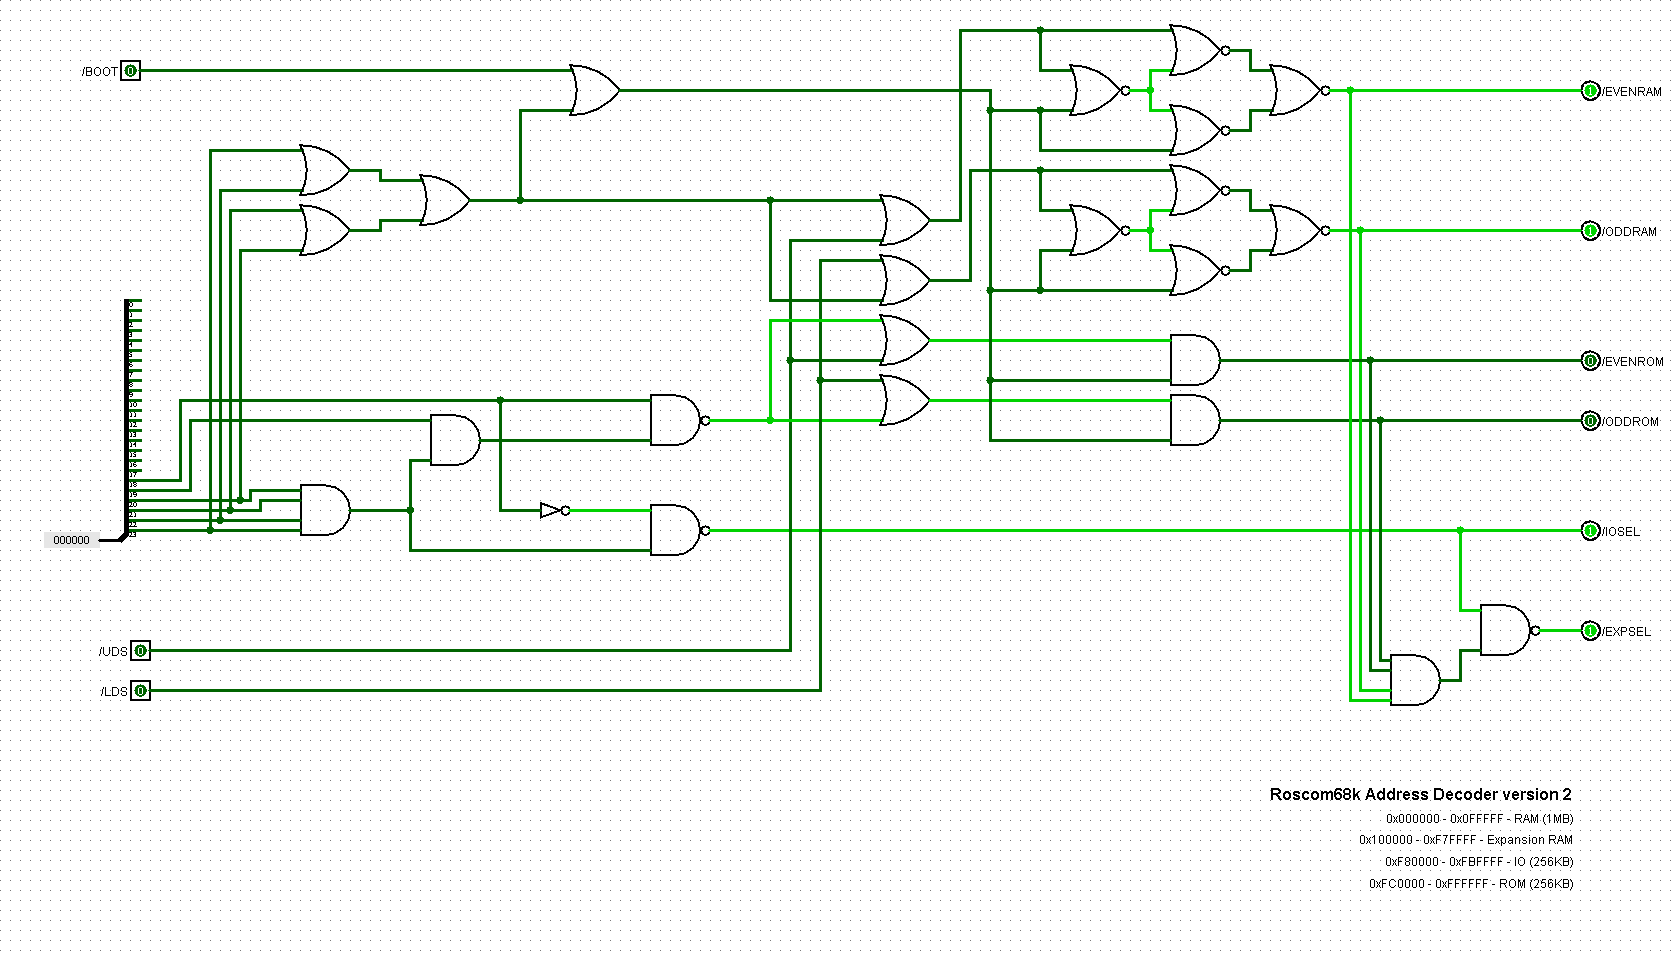 /BOOT 0
1 /EVENRAM
1 /ODDRAM
0 1 2 3 4 5 6 7 8 9 10 11 12 13 14 15 16 17 18 19 20 21 22 23
0 /EVENROM
0 /ODDROM
000000
1 /IOSEL
1 /EXPSEL
/UDS 0
/LDS 0
Roscom68k Address Decoder version 2
0x000000 - 0x0FFFFF - RAM (1MB)
0x100000 - 0xF7FFFF - Expansion RAM
0xF80000 - 0xFBFFFF - IO (256KB)
0xFC0000 - 0xFFFFFF - ROM (256KB)